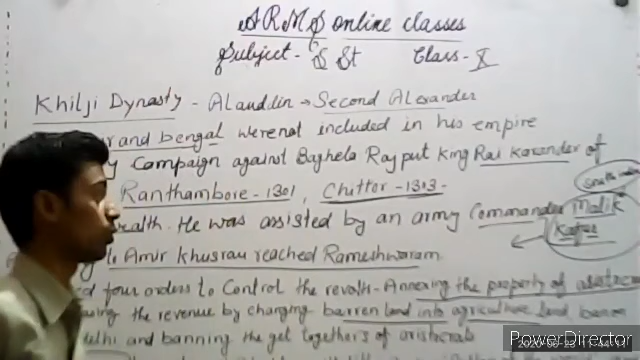 ARMS online classes
Subject - S St Class - X
Khilji Dynasty - Alauddin → Second Alexander
and bengal were not included in his empire
Campaign against Baghela Rajput King Rai Karander of
Ranthambore - 1301, Chittor - 1303 -
He was assisted by an army Commander Malik
Kafur
Amir Khusrau reached Rameshwaram
four orders to Control the revolts - Annexing the property of
the revenue by changing barren land into agriculture land
and banning the get togethers of aristocrats
PowerDirector